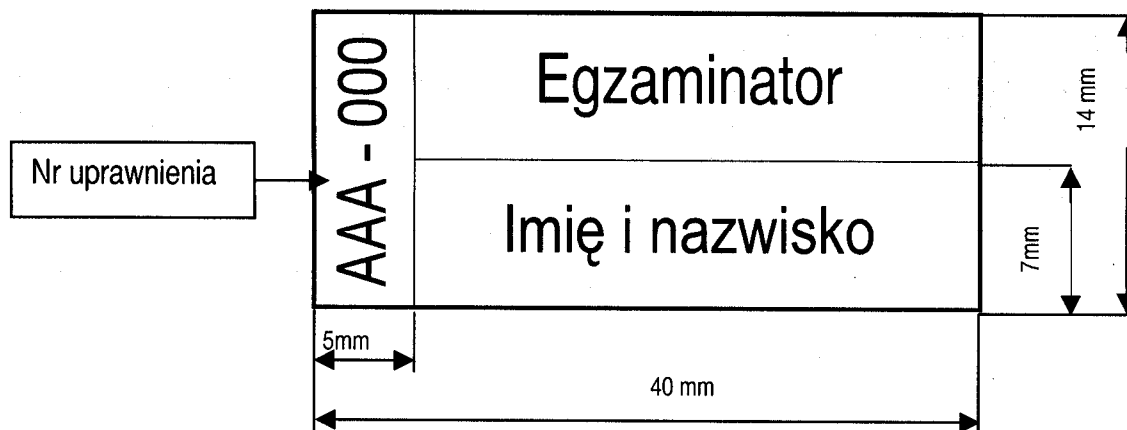 Egzaminator
AAA - 000
14 mm
Nr uprawnienia
Imię i nazwisko
7mm
5mm
40 mm